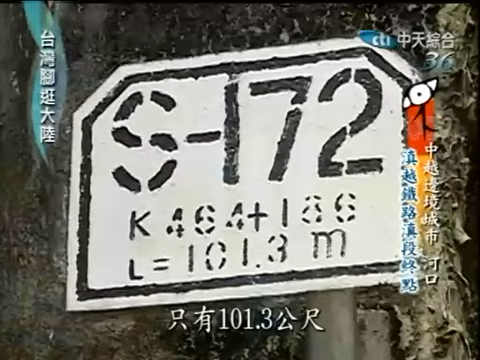 台灣腳逛大陸
cti 中天綜合
36
S-172
K 464+186
L=101.3 m
中越邊境城市 河口
滇越鐵路滇段終點
只有101.3公尺